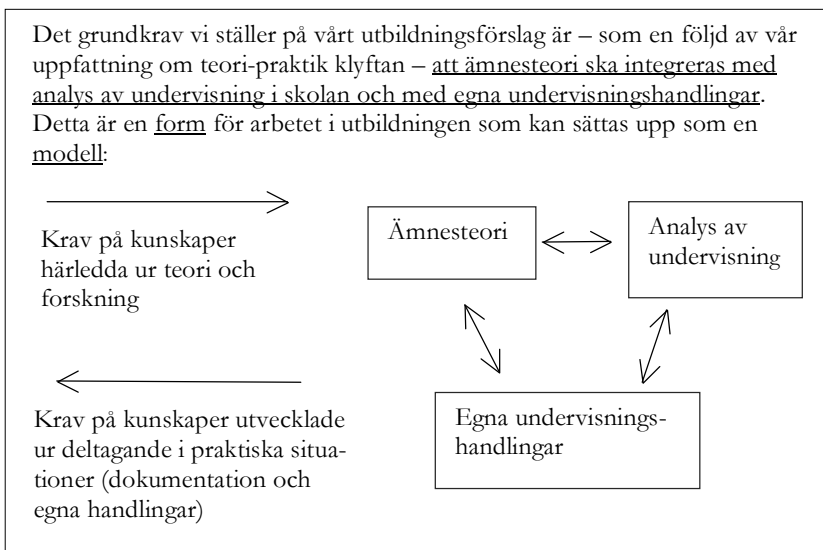 Det grundkrav vi ställer på vårt utbildningsförslag är – som en följd av vår
uppfattning om teori-praktik klyftan – att ämnesteori ska integreras med
analys av undervisning i skolan och med egna undervisningshandlingar.
Detta är en form för arbetet i utbildningen som kan sättas upp som en
modell:
Krav på kunskaper
härledda ur teori och
forskning
Ämnesteori
Analys av
undervisning
Krav på kunskaper utvecklade
ur deltagande i praktiska situa-
tioner (dokumentation och
egna handlingar)
Egna undervisnings-
handlingar